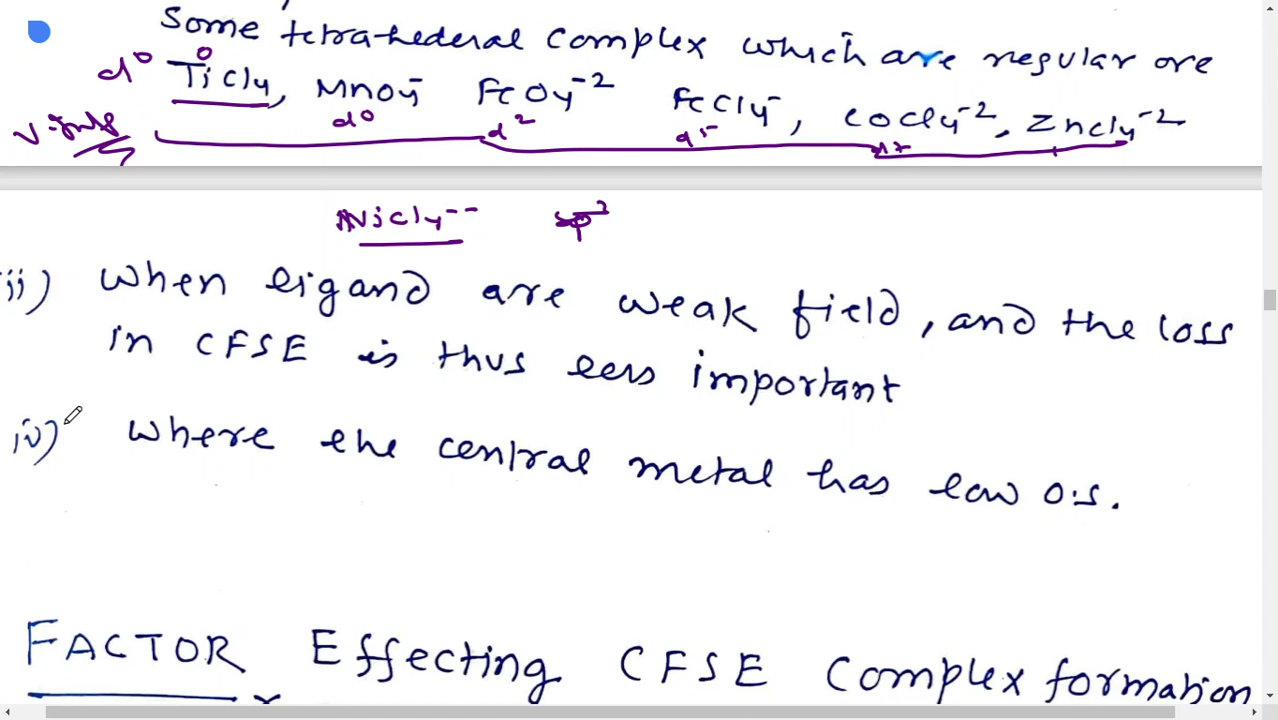 Some tetrahederal complex which are regular are
d⁰ TiCl4, MnO4⁻ FeO4⁻² FeCl4⁻, CoCl4⁻², ZnCl4⁻²
d⁰ d² d⁵ d⁷
NiCl4⁻⁻ sp³
iii) When ligand are weak field, and the loss
in CFSE is thus less important
iv) Where the central metal has low O.S.
FACTOR Effecting CFSE Complex formation